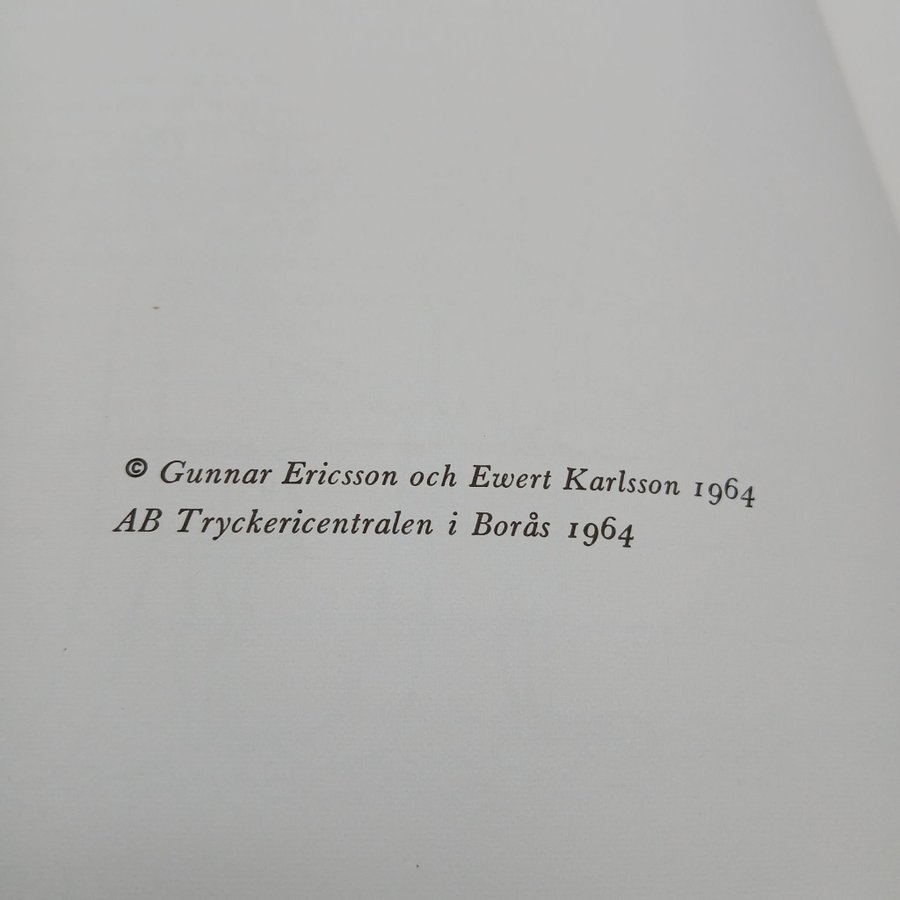 © Gunnar Ericsson och Ewert Karlsson 1964
AB Tryckericentralen i Borås 1964